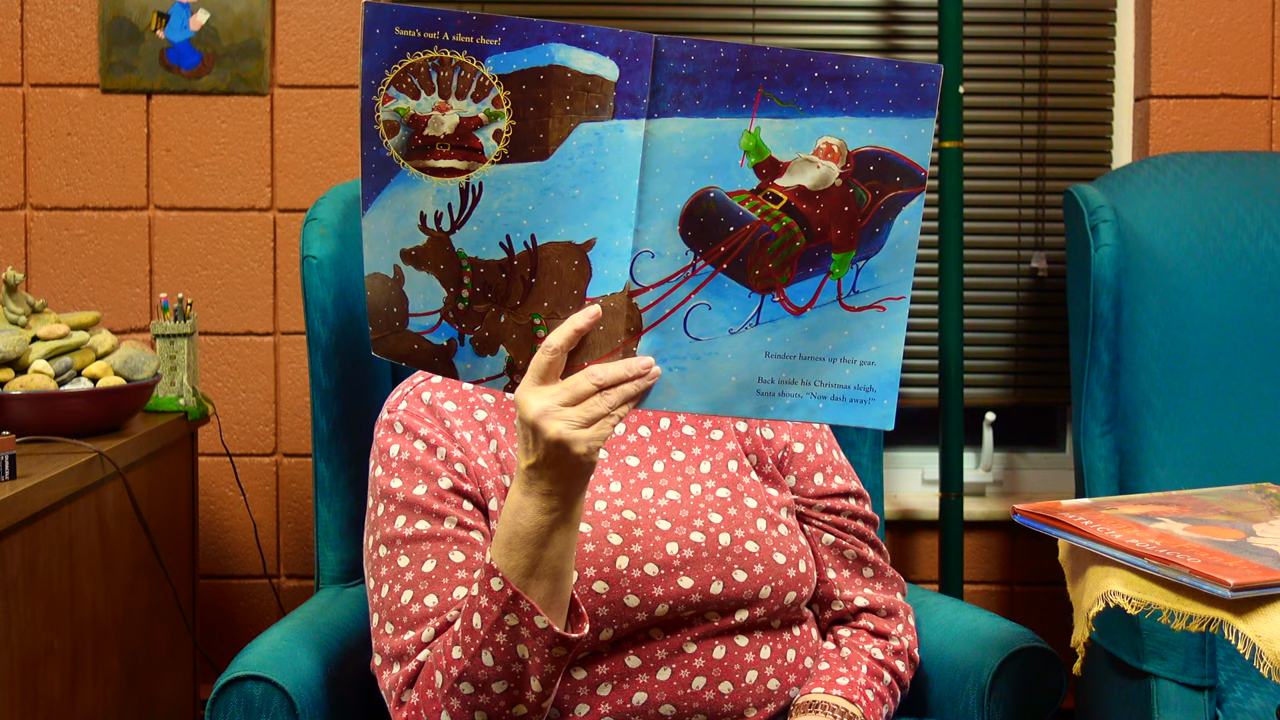 Santa's out! A silent cheer!
Reindeer harness up their gear.
Back inside his Christmas sleigh,
Santa shouts, "Now dash away!"
PATRICIA POLACCO
DURACELL